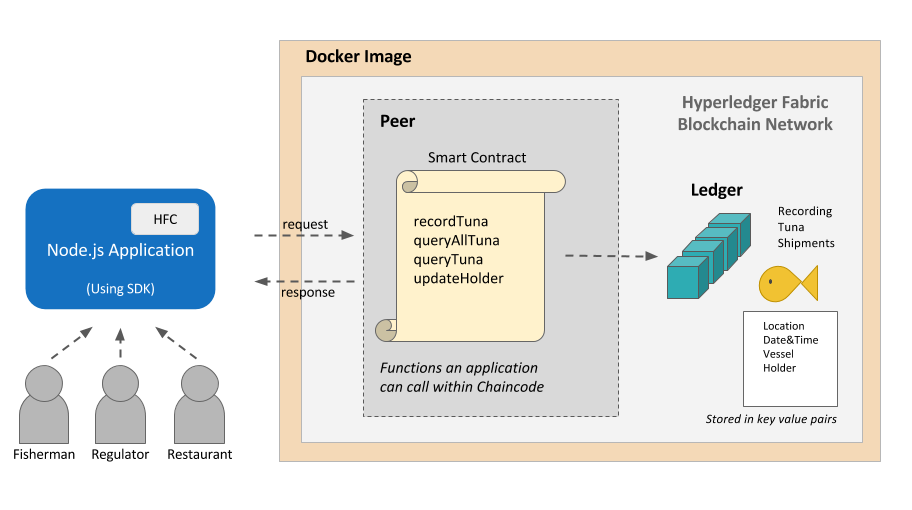 Docker Image
Hyperledger Fabric
Blockchain Network
Peer
Smart Contract
recordTuna
queryAllTuna
queryTuna
updateHolder
Functions an application
can call within Chaincode
HFC
Node.js Application
(Using SDK)
request
response
Ledger
Recording
Tuna
Shipments
Location
Date&Time
Vessel
Holder
Stored in key value pairs
Fisherman
Regulator
Restaurant